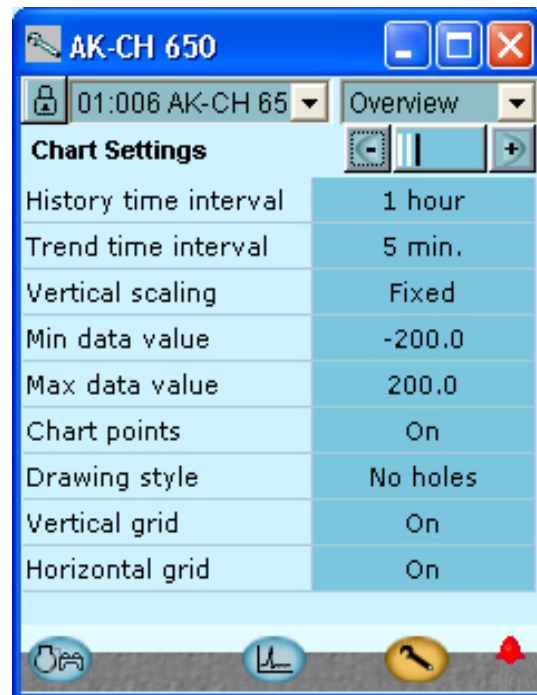 AK-CH 650
01:006 AK-CH 65 Overview
Chart Settings - +
History time interval 1 hour
Trend time interval 5 min.
Vertical scaling Fixed
Min data value -200.0
Max data value 200.0
Chart points On
Drawing style No holes
Vertical grid On
Horizontal grid On